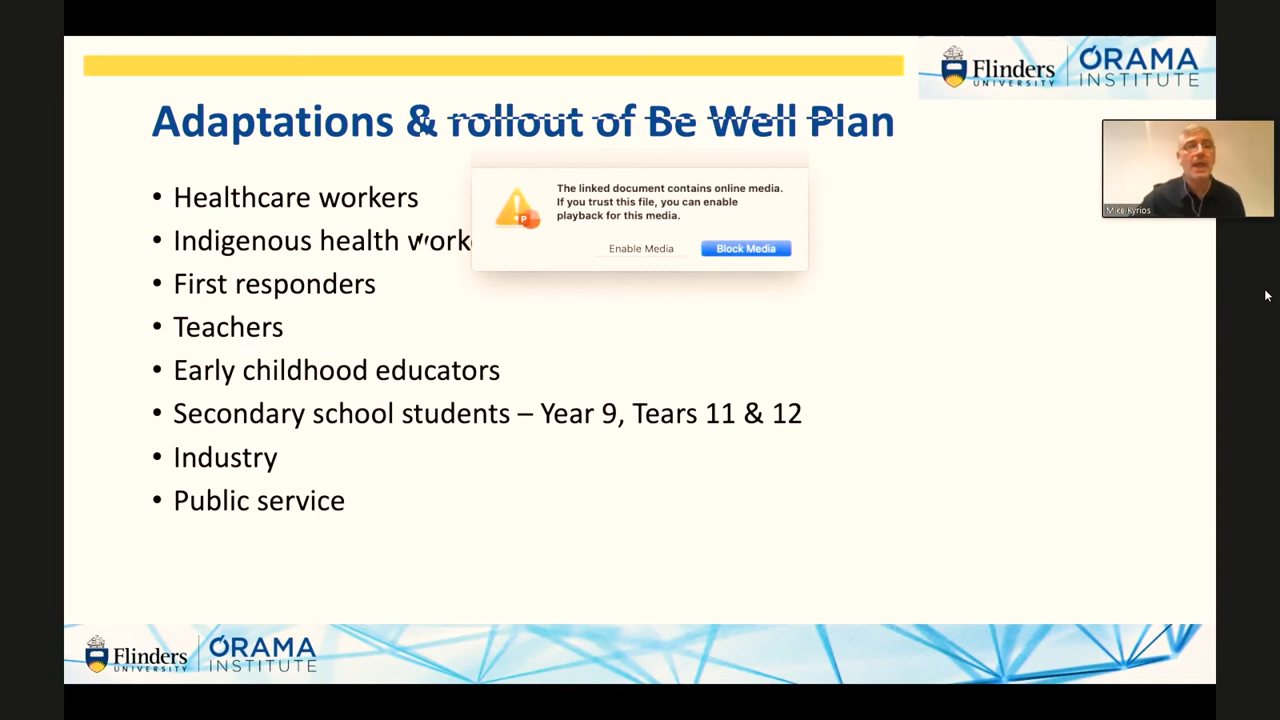 Flinders
UNIVERSITY
ÓRAMA
INSTITUTE
Adaptations & rollout of Be Well Plan
Mike Kyrios
• Healthcare workers
• Indigenous health work
• First responders
• Teachers
• Early childhood educators
• Secondary school students – Year 9, Tears 11 & 12
• Industry
• Public service
The linked document contains online media.
If you trust this file, you can enable
playback for this media.
P
Enable Media
Block Media
Flinders
UNIVERSITY
ÓRAMA
INSTITUTE